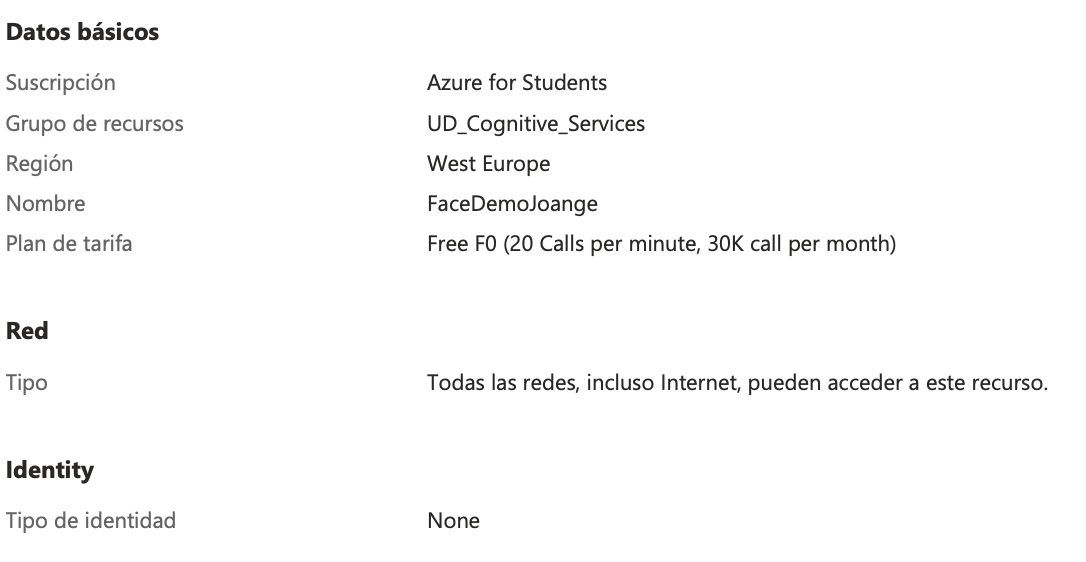 Datos básicos
Suscripción Azure for Students
Grupo de recursos UD_Cognitive_Services
Región West Europe
Nombre FaceDemoJoange
Plan de tarifa Free F0 (20 Calls per minute, 30K call per month)
Red
Tipo Todas las redes, incluso Internet, pueden acceder a este recurso.
Identity
Tipo de identidad None